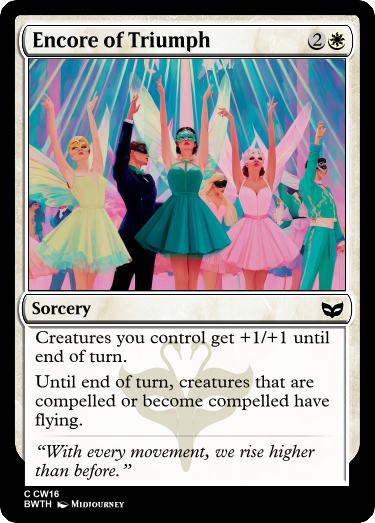 Encore of Triumph 2
Sorcery
Creatures you control get +1/+1 until
end of turn.
Until end of turn, creatures that are
compelled or become compelled have
flying.
“With every movement, we rise higher
than before.”
C CW16
BWTH Midjourney